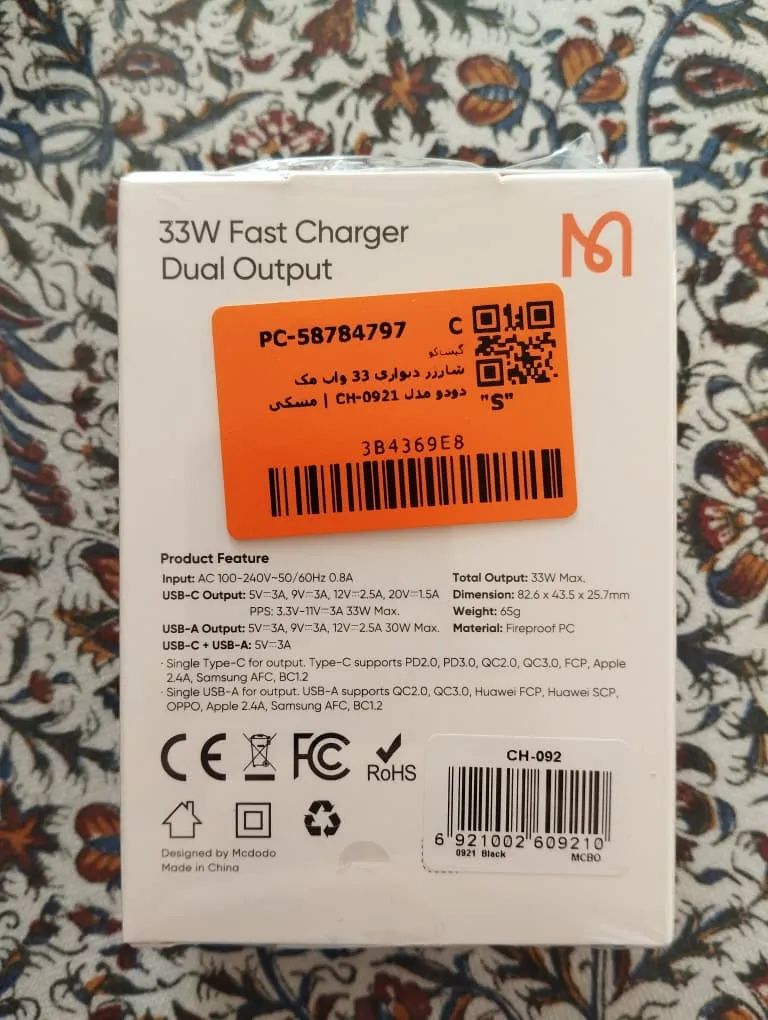 33W Fast Charger
Dual Output
PC-58784797
C
گیست‌کو
شارژر دیواری 33 وات مک
دودو مدل CH-0921 | مشکی
"S"
3B4369E8
Product Feature
Input: AC 100-240V~50/60Hz 0.8A
USB-C Output: 5V⎓3A, 9V⎓3A, 12V⎓2.5A, 20V⎓1.5A
PPS: 3.3V-11V⎓3A 33W Max.
USB-A Output: 5V⎓3A, 9V⎓3A, 12V⎓2.5A 30W Max.
USB-C + USB-A: 5V⎓3A
Total Output: 33W Max.
Dimension: 82.6 x 43.5 x 25.7mm
Weight: 65g
Material: Fireproof PC
· Single Type-C for output. Type-C supports PD2.0, PD3.0, QC2.0, QC3.0, FCP, Apple
2.4A, Samsung AFC, BC1.2
· Single USB-A for output. USB-A supports QC2.0, QC3.0, Huawei FCP, Huawei SCP,
OPPO, Apple 2.4A, Samsung AFC, BC1.2
CE FC RoHS
Designed by Mcdodo
Made in China
CH-092
6 921002 609210
0921 Black MCBO